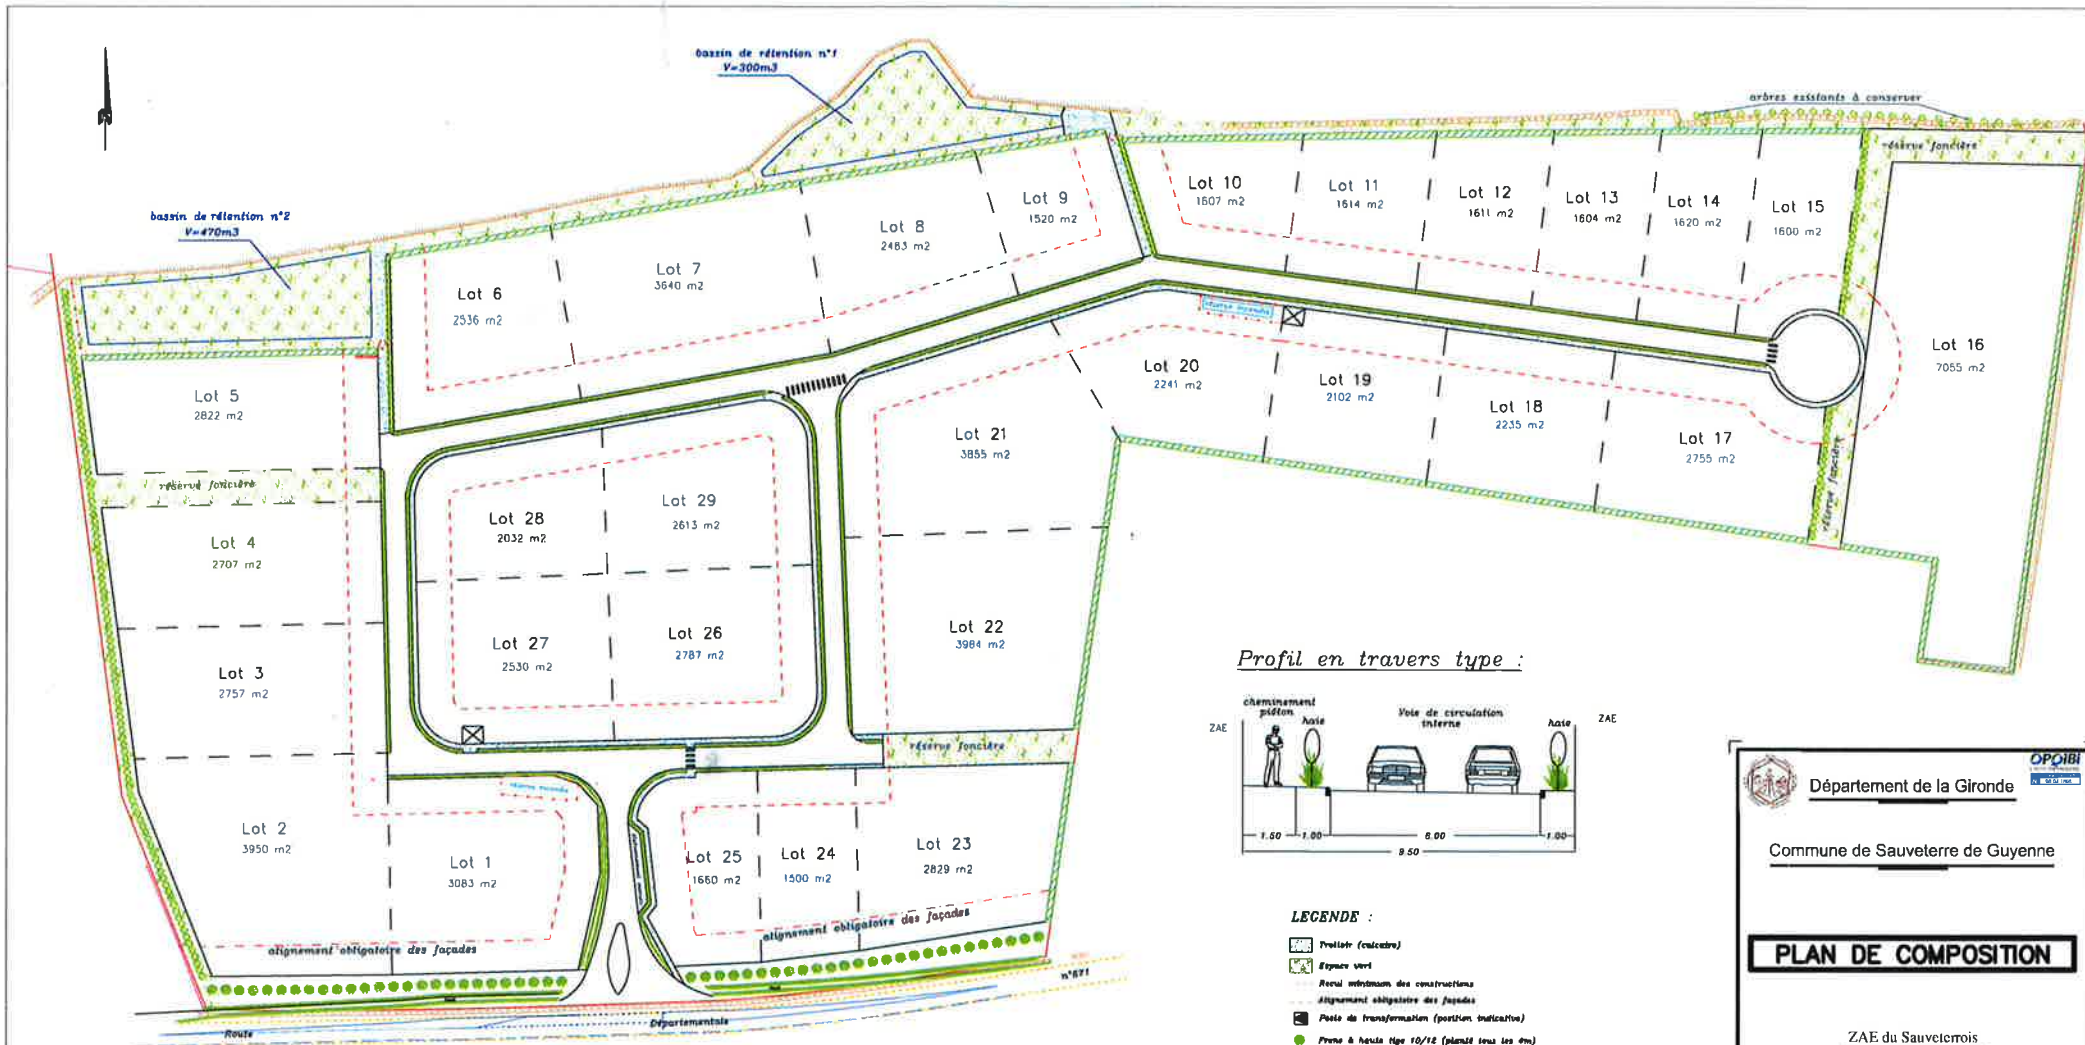 bassin de rétention n°1
V=300m3
arbres existants à conserver
bassin de rétention n°2
V=470m3
réserve foncière
Lot 10
1607 m2
Lot 11
1614 m2
Lot 12
1611 m2
Lot 13
1604 m2
Lot 14
1620 m2
Lot 15
1600 m2
Lot 9
1520 m2
Lot 8
2483 m2
Lot 7
3640 m2
Lot 6
2536 m2
Lot 16
7055 m2
Lot 5
2822 m2
Lot 20
2241 m2
Lot 19
2102 m2
Lot 18
2235 m2
Lot 17
2755 m2
Lot 21
3855 m2
réserve foncière
réserve foncière
Lot 28
2032 m2
Lot 29
2613 m2
Lot 4
2707 m2
Lot 27
2530 m2
Lot 26
2787 m2
Lot 22
3984 m2
Lot 3
2757 m2
réserve foncière
Lot 2
3950 m2
Lot 1
3083 m2
Lot 25
1660 m2
Lot 24
1500 m2
Lot 23
2829 m2
alignement obligatoire des façades
alignement obligatoire des façades
n°671
Route
Départementale
Profil en travers type :
cheminement
piéton
haie
Voie de circulation
interne
haie
ZAE
ZAE
1.50
1.00
6.00
1.00
9.50
LEGENDE :
Trottoir (calcaire)
Espace vert
Recul minimum des constructions
Alignement obligatoire des façades
Poste de transformation (position indicative)
à haute tige 10/12 (planté tous les 4m)
OPQIBI
Département de la Gironde
Commune de Sauveterre de Guyenne
PLAN DE COMPOSITION
ZAE du Sauveterrois